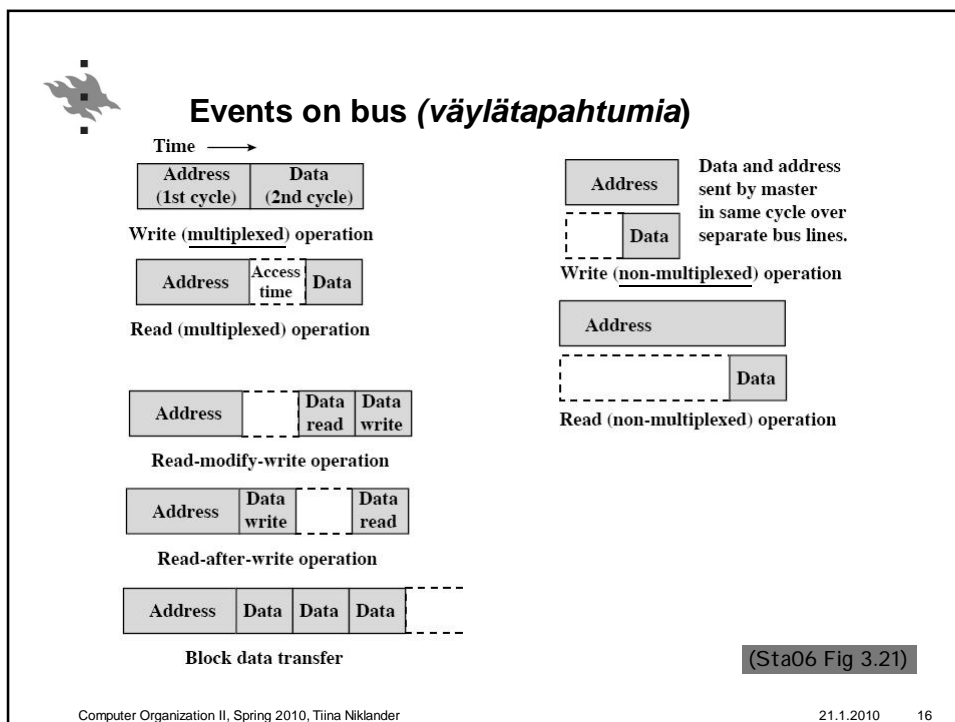 Events on bus (väylätapahtumia)
Time
Address
(1st cycle)
Data
(2nd cycle)
Write (multiplexed) operation
Address
Access
time
Data
Read (multiplexed) operation
Address
Data
read
Data
write
Read-modify-write operation
Address
Data
write
Data
read
Read-after-write operation
Address Data Data Data
Block data transfer
Address
Data
Data and address
sent by master
in same cycle over
separate bus lines.
Write (non-multiplexed) operation
Address
Data
Read (non-multiplexed) operation
(Sta06 Fig 3.21)
Computer Organization II, Spring 2010, Tiina Niklander 21.1.2010 16